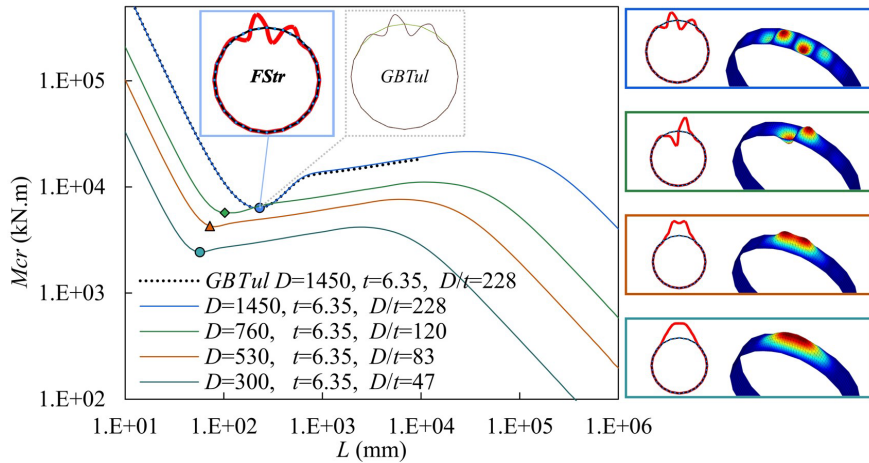 FStr
GBTul
1.E+05
1.E+04
1.E+03
1.E+02
Mcr (kN.m)
GBTul D=1450, t=6.35, D/t=228
D=1450, t=6.35, D/t=228
D=760, t=6.35, D/t=120
D=530, t=6.35, D/t=83
D=300, t=6.35, D/t=47
1.E+01 1.E+02 1.E+03 1.E+04 1.E+05 1.E+06
L (mm)